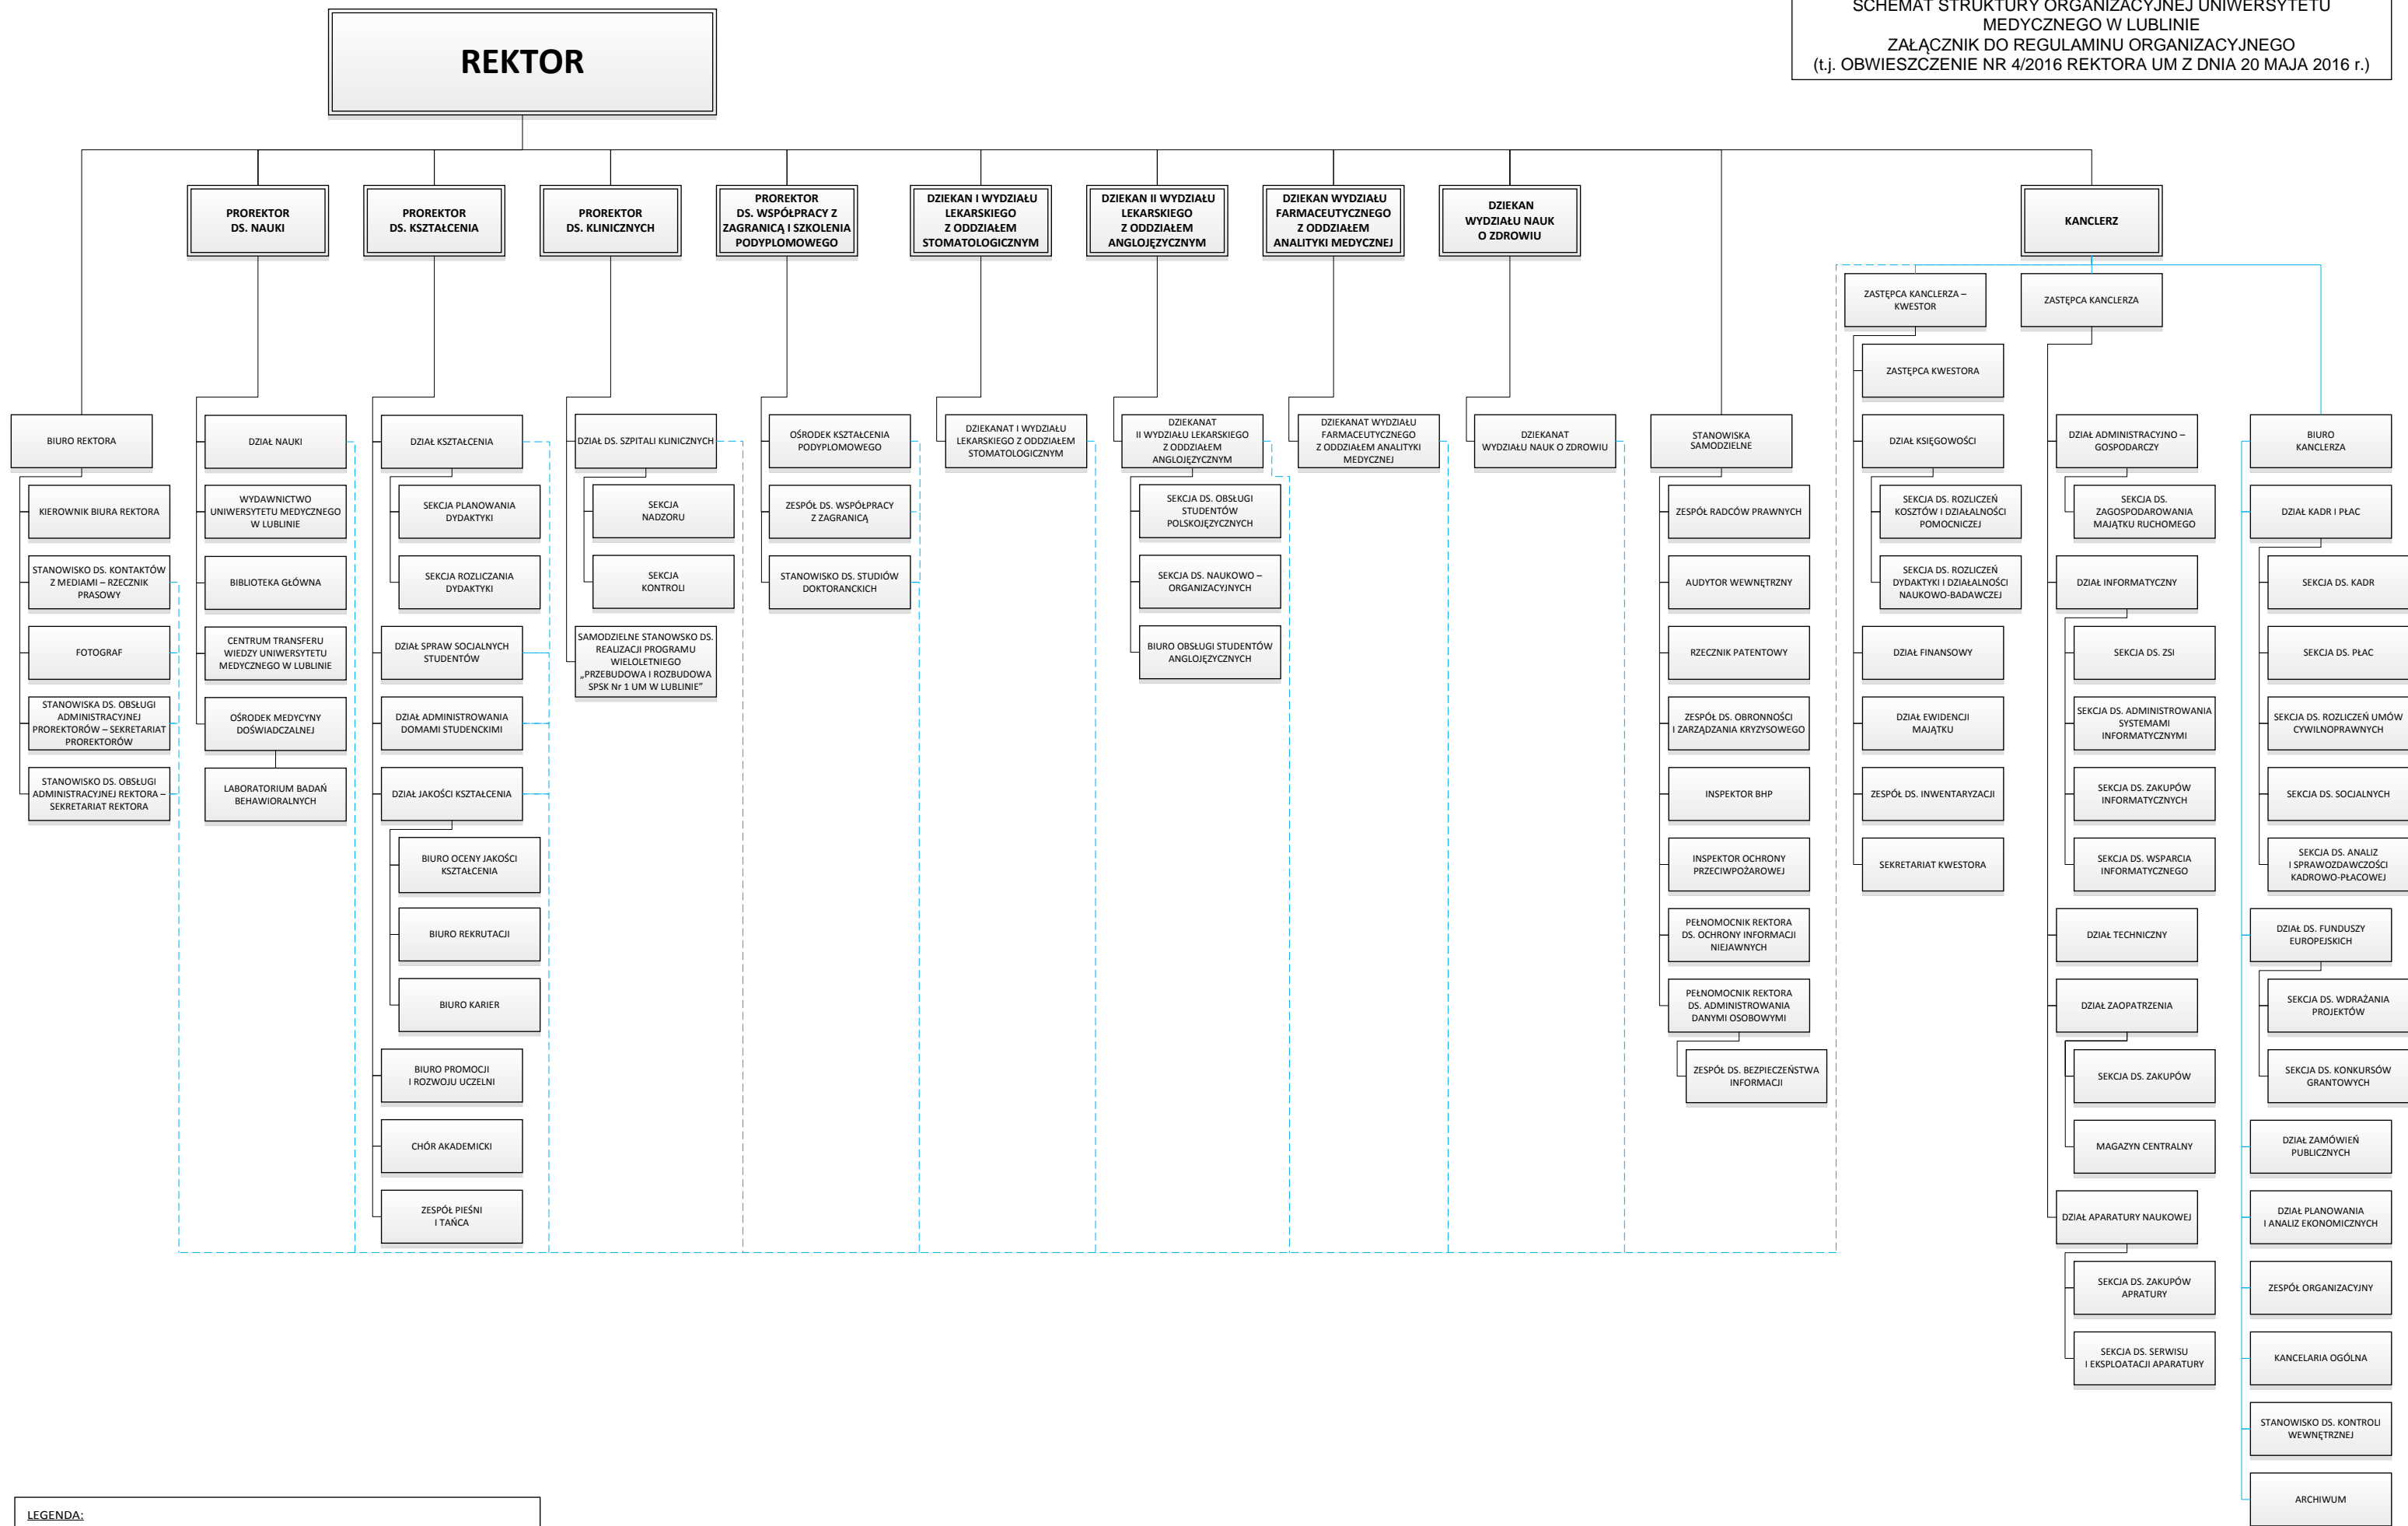 SCHEMAT STRUKTURY ORGANIZACYJNEJ UNIWERSYTETU
MEDYCZNEGO W LUBLINIE
ZAŁĄCZNIK DO REGULAMINU ORGANIZACYJNEGO
(t.j. OBWIESZCZENIE NR 4/2016 REKTORA UM Z DNIA 20 MAJA 2016 r.)
REKTOR
PROREKTOR
DS. NAUKI
PROREKTOR
DS. KSZTAŁCENIA
PROREKTOR
DS. KLINICZNYCH
PROREKTOR
DS. WSPÓŁPRACY Z
ZAGRANICĄ I SZKOLENIA
PODYPLOMOWEGO
DZIEKAN I WYDZIAŁU
LEKARSKIEGO
Z ODDZIAŁEM
STOMATOLOGICZNYM
DZIEKAN II WYDZIAŁU
LEKARSKIEGO
Z ODDZIAŁEM
ANGLOJĘZYCZNYM
DZIEKAN WYDZIAŁU
FARMACEUTYCZNEGO
Z ODDZIAŁEM
ANALITYKI MEDYCZNEJ
DZIEKAN
WYDZIAŁU NAUK
O ZDROWIU
KANCLERZ
BIURO REKTORA
KIEROWNIK BIURA REKTORA
STANOWISKO DS. KONTAKTÓW
Z MEDIAMI – RZECZNIK
PRASOWY
FOTOGRAF
STANOWISKA DS. OBSŁUGI
ADMINISTRACYJNEJ
PROREKTORÓW – SEKRETARIAT
PROREKTORÓW
STANOWISKO DS. OBSŁUGI
ADMINISTRACYJNEJ REKTORA –
SEKRETARIAT REKTORA
DZIAŁ NAUKI
WYDAWNICTWO
UNIWERSYTETU MEDYCZNEGO
W LUBLINIE
BIBLIOTEKA GŁÓWNA
CENTRUM TRANSFERU
WIEDZY UNIWERSYTETU
MEDYCZNEGO W LUBLINIE
OŚRODEK MEDYCYNY
DOŚWIADCZALNEJ
LABORATORIUM BADAŃ
BEHAWIORALNYCH
DZIAŁ KSZTAŁCENIA
SEKCJA PLANOWANIA
DYDAKTYKI
SEKCJA ROZLICZANIA
DYDAKTYKI
DZIAŁ SPRAW SOCJALNYCH
STUDENTÓW
DZIAŁ ADMINISTROWANIA
DOMAMI STUDENCKIMI
DZIAŁ JAKOŚCI KSZTAŁCENIA
BIURO OCENY JAKOŚCI
KSZTAŁCENIA
BIURO REKRUTACJI
BIURO KARIER
BIURO PROMOCJI
I ROZWOJU UCZELNI
CHÓR AKADEMICKI
ZESPÓŁ PIEŚNI
I TAŃCA
DZIAŁ DS. SZPITALI KLINICZNYCH
SEKCJA
NADZORU
SEKCJA
KONTROLI
SAMODZIELNE STANOWSKO DS.
REALIZACJI PROGRAMU
WIELOLETNIEGO
„PRZEBUDOWA I ROZBUDOWA
SPSK Nr 1 UM W LUBLINIE”
OŚRODEK KSZTAŁCENIA
PODYPLOMOWEGO
ZESPÓŁ DS. WSPÓŁPRACY
Z ZAGRANICĄ
STANOWISKO DS. STUDIÓW
DOKTORANCKICH
DZIEKANAT I WYDZIAŁU
LEKARSKIEGO Z ODDZIAŁEM
STOMATOLOGICZNYM
DZIEKANAT
II WYDZIAŁU LEKARSKIEGO
Z ODDZIAŁEM
ANGLOJĘZYCZNYM
SEKCJA DS. OBSŁUGI
STUDENTÓW
POLSKOJĘZYCZNYCH
SEKCJA DS. NAUKOWO –
ORGANIZACYJNYCH
BIURO OBSŁUGI STUDENTÓW
ANGLOJĘZYCZNYCH
DZIEKANAT WYDZIAŁU
FARMACEUTYCZNEGO
Z ODDZIAŁEM ANALITYKI
MEDYCZNEJ
DZIEKANAT
WYDZIAŁU NAUK O ZDROWIU
STANOWISKA
SAMODZIELNE
ZESPÓŁ RADCÓW PRAWNYCH
AUDYTOR WEWNĘTRZNY
RZECZNIK PATENTOWY
ZESPÓŁ DS. OBRONNOŚCI
I ZARZĄDZANIA KRYZYSOWEGO
INSPEKTOR BHP
INSPEKTOR OCHRONY
PRZECIWPOŻAROWEJ
PEŁNOMOCNIK REKTORA
DS. OCHRONY INFORMACJI
NIEJAWNYCH
PEŁNOMOCNIK REKTORA
DS. ADMINISTROWANIA
DANYMI OSOBOWYMI
ZESPÓŁ DS. BEZPIECZEŃSTWA
INFORMACJI
ZASTĘPCA KANCLERZA –
KWESTOR
ZASTĘPCA KWESTORA
DZIAŁ KSIĘGOWOŚCI
SEKCJA DS. ROZLICZEŃ
KOSZTÓW I DZIAŁALNOŚCI
POMOCNICZEJ
SEKCJA DS. ROZLICZEŃ
DYDAKTYKI I DZIAŁALNOŚCI
NAUKOWO-BADAWCZEJ
DZIAŁ FINANSOWY
DZIAŁ EWIDENCJI
MAJĄTKU
ZESPÓŁ DS. INWENTARYZACJI
SEKRETARIAT KWESTORA
ZASTĘPCA KANCLERZA
DZIAŁ ADMINISTRACYJNO –
GOSPODARCZY
SEKCJA DS.
ZAGOSPODAROWANIA
MAJĄTKU RUCHOMEGO
DZIAŁ INFORMATYCZNY
SEKCJA DS. ZSI
SEKCJA DS. ADMINISTROWANIA
SYSTEMAMI
INFORMATYCZNYMI
SEKCJA DS. ZAKUPÓW
INFORMATYCZNYCH
SEKCJA DS. WSPARCIA
INFORMATYCZNEGO
DZIAŁ TECHNICZNY
DZIAŁ ZAOPATRZENIA
SEKCJA DS. ZAKUPÓW
MAGAZYN CENTRALNY
DZIAŁ APARATURY NAUKOWEJ
SEKCJA DS. ZAKUPÓW
APRATURY
SEKCJA DS. SERWISU
I EKSPLOATACJI APARATURY
BIURO
KANCLERZA
DZIAŁ KADR I PŁAC
SEKCJA DS. KADR
SEKCJA DS. PŁAC
SEKCJA DS. ROZLICZEŃ UMÓW
CYWILNOPRAWNYCH
SEKCJA DS. SOCJALNYCH
SEKCJA DS. ANALIZ
I SPRAWOZDAWCZOŚCI
KADROWO-PŁACOWEJ
DZIAŁ DS. FUNDUSZY
EUROPEJSKICH
SEKCJA DS. WDRAŻANIA
PROJEKTÓW
SEKCJA DS. KONKURSÓW
GRANTOWYCH
DZIAŁ ZAMÓWIEŃ
PUBLICZNYCH
DZIAŁ PLANOWANIA
I ANALIZ EKONOMICZNYCH
ZESPÓŁ ORGANIZACYJNY
KANCELARIA OGÓLNA
STANOWISKO DS. KONTROLI
WEWNĘTRZNEJ
ARCHIWUM
LEGENDA: